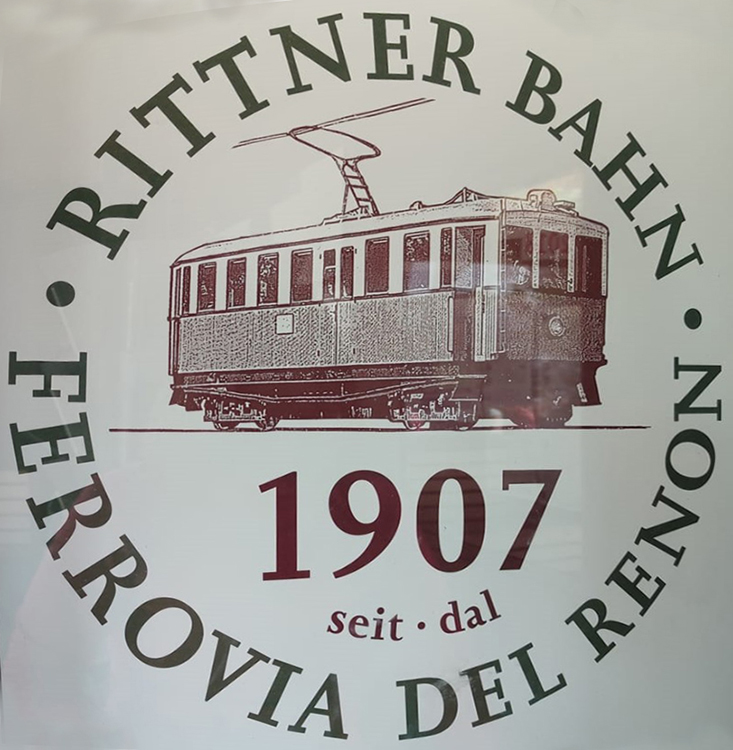 RITTNER BAHN
1907
seit · dal
• FERROVIA DEL RENON •